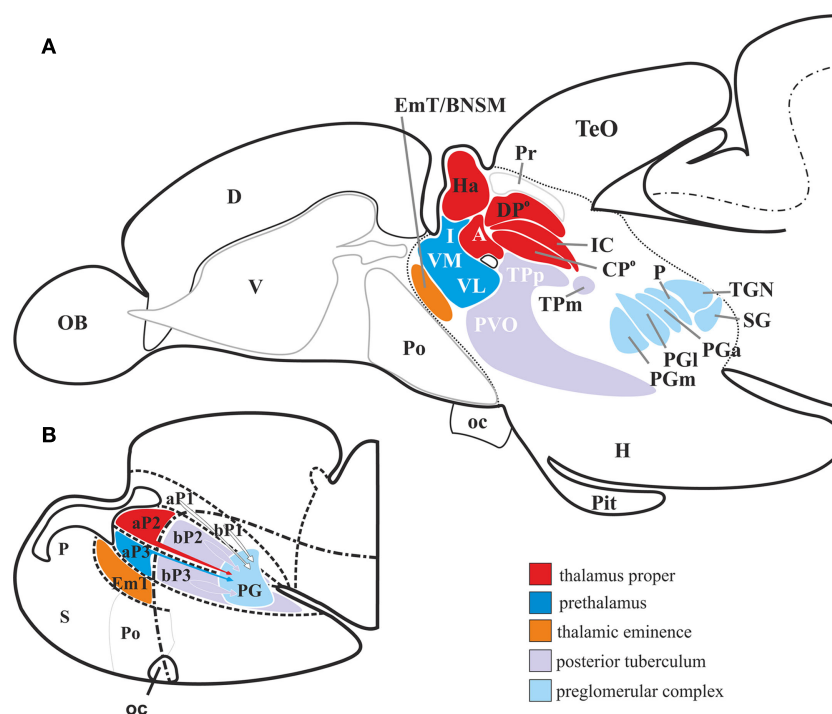 A
EmT/BNSM
TeO
Pr
Ha
D
DPº
I
A
IC
VM
CPº
V
TPp
P
VL
TGN
TPm
OB
PVO
SG
Po
PGa
PGl
PGm
oc
B
H
aP1
Pit
aP2
bP2
bP1
P
aP3
bP3
EmT
PG
S
Po
oc
thalamus proper
prethalamus
thalamic eminence
posterior tuberculum
preglomerular complex